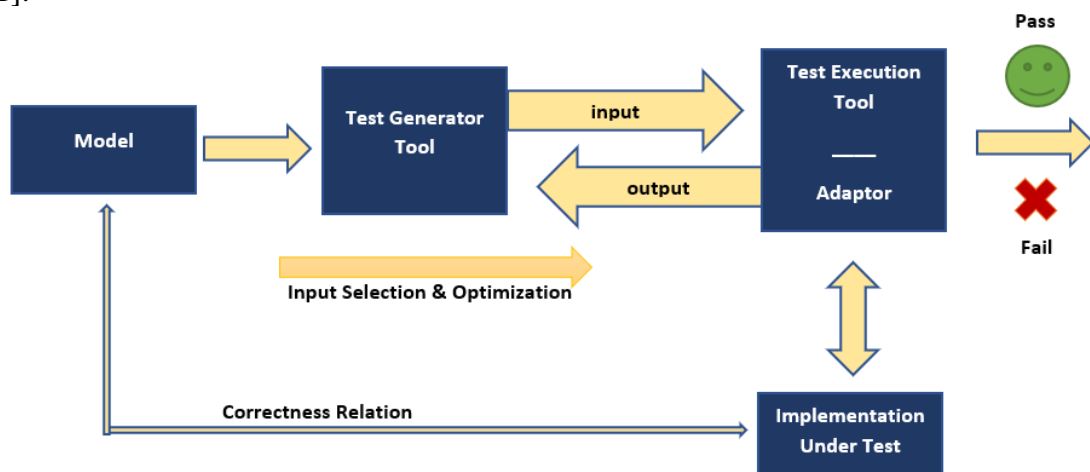 Pass
Test Execution
Tool
Adaptor
Test Generator
Tool
input
Model
output
Fail
Input Selection & Optimization
Correctness Relation
Implementation
Under Test